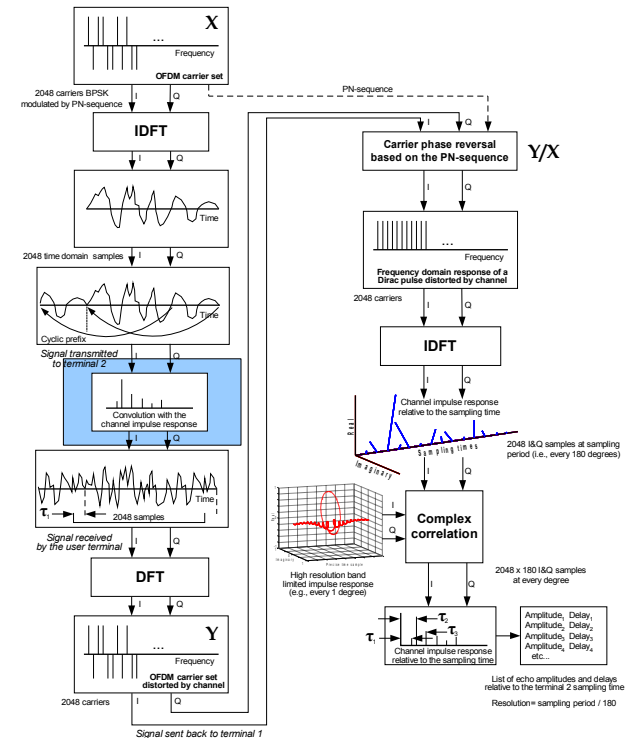 X
...
Frequency
OFDM carrier set
2048 carriers BPSK
modulated by PN-sequence
I
Q
IDFT
I
Q
Time
2048 time domain samples
I
Q
Time
Cyclic prefix
Signal transmitted
to terminal 2
I
Q
Convolution with the
channel impulse response
I
Q
Time
τ1
2048 samples
Signal received
by the user terminal
I
Q
DFT
I
Q
Y
...
Frequency
OFDM carrier set
distorted by channel
2048 carriers
I
Q
Signal sent back to terminal 1
PN-sequence
I
Q
Carrier phase reversal
based on the PN-sequence
Y/X
I
Q
...
Frequency
Frequency domain response of a
Dirac pulse distorted by channel
2048 carriers
I
Q
IDFT
I
Q
Channel impulse response
relative to the sampling time
Real
Imaginary
Sampling times
2048 I&Q samples at sampling
period (i.e., every 180 degrees)
I
Q
I
Q
Complex
correlation
High resolution band
limited impulse response
(e.g., every 1 degree)
2048 x 180 I&Q samples
at every degree
I
Q
τ1
τ2
τ3
Channel impulse response
relative to the sampling time
Amplitude1 Delay1
Amplitude2 Delay2
Amplitude3 Delay3
Amplitude4 Delay4
etc...
List of echo amplitudes and delays
relative to the terminal 2 sampling time
Resolution= sampling period / 180